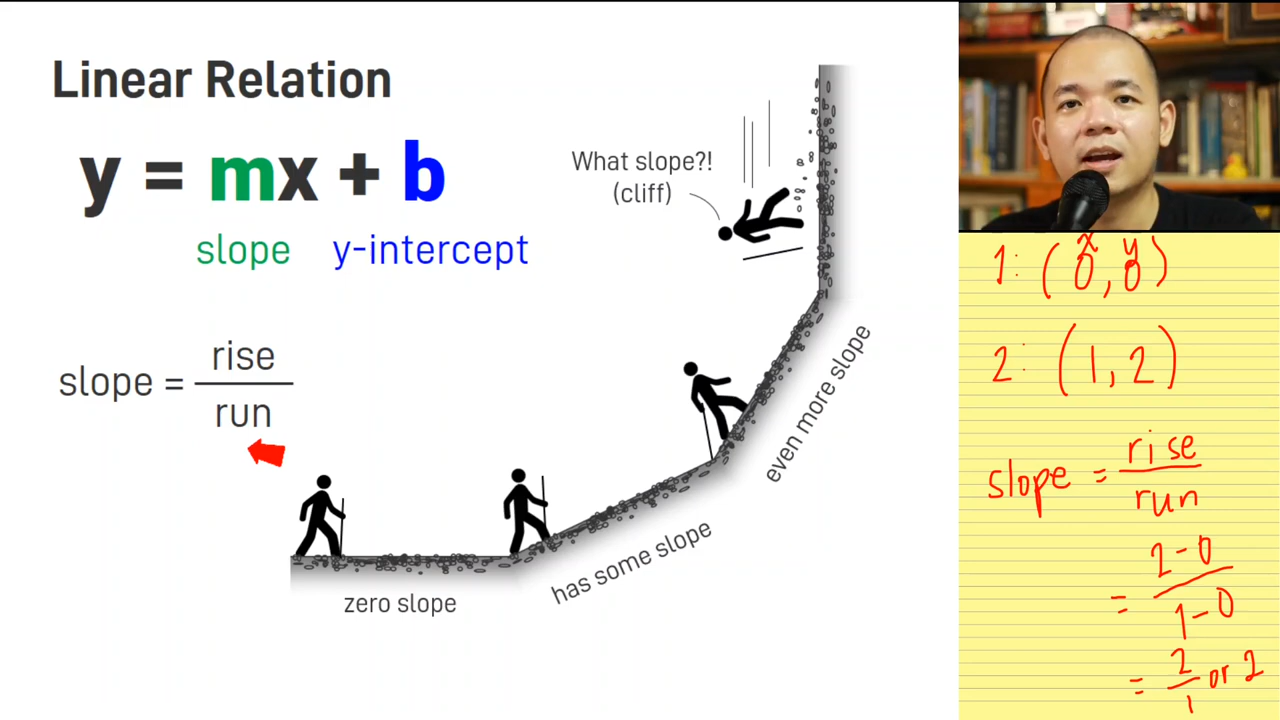 Linear Relation
y = mx + b
slope y-intercept
slope = rise
run
What slope?!
(cliff)
zero slope
has some slope
even more slope
x y
1: (0, 0)
2: (1, 2)
slope = rise
run
= 2-0
1-0
= 2 or 2
1